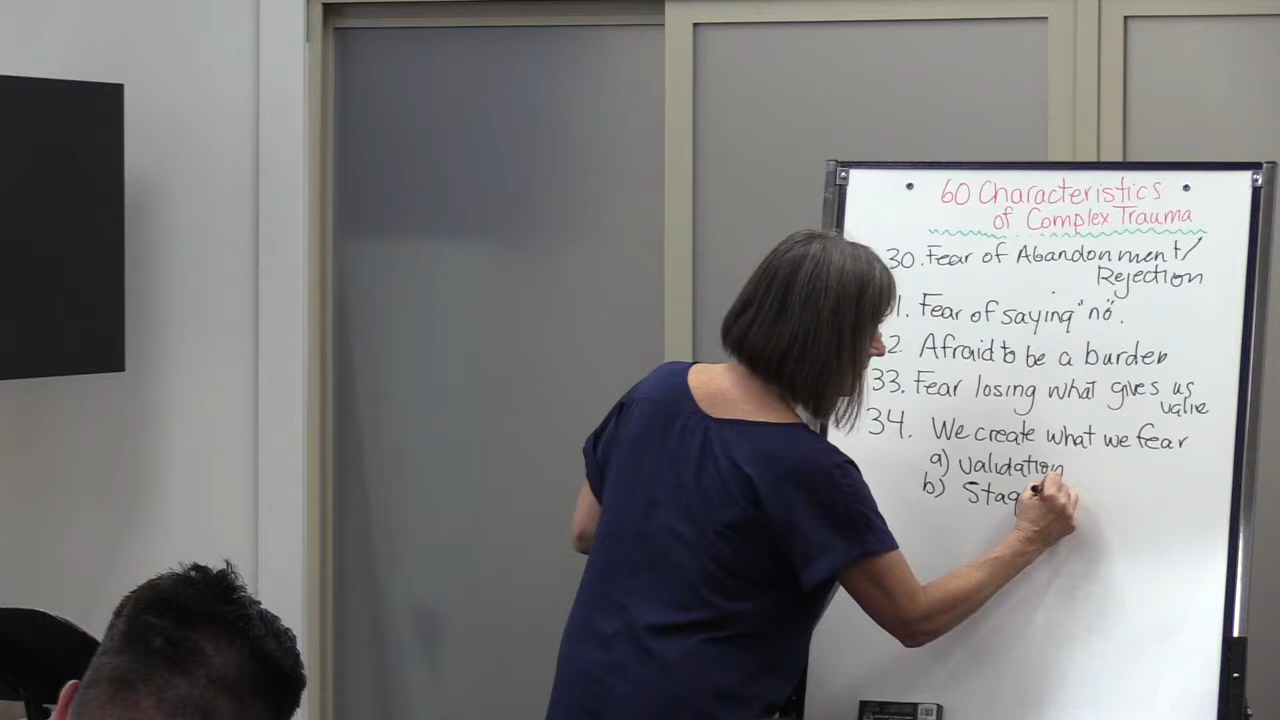 60 Characteristics
of Complex Trauma
30. Fear of Abandonment/
Rejection
1. Fear of saying "no".
2. Afraid to be a burden
33. Fear losing what gives us
value
34. We create what we fear
a) validation
b) Stag